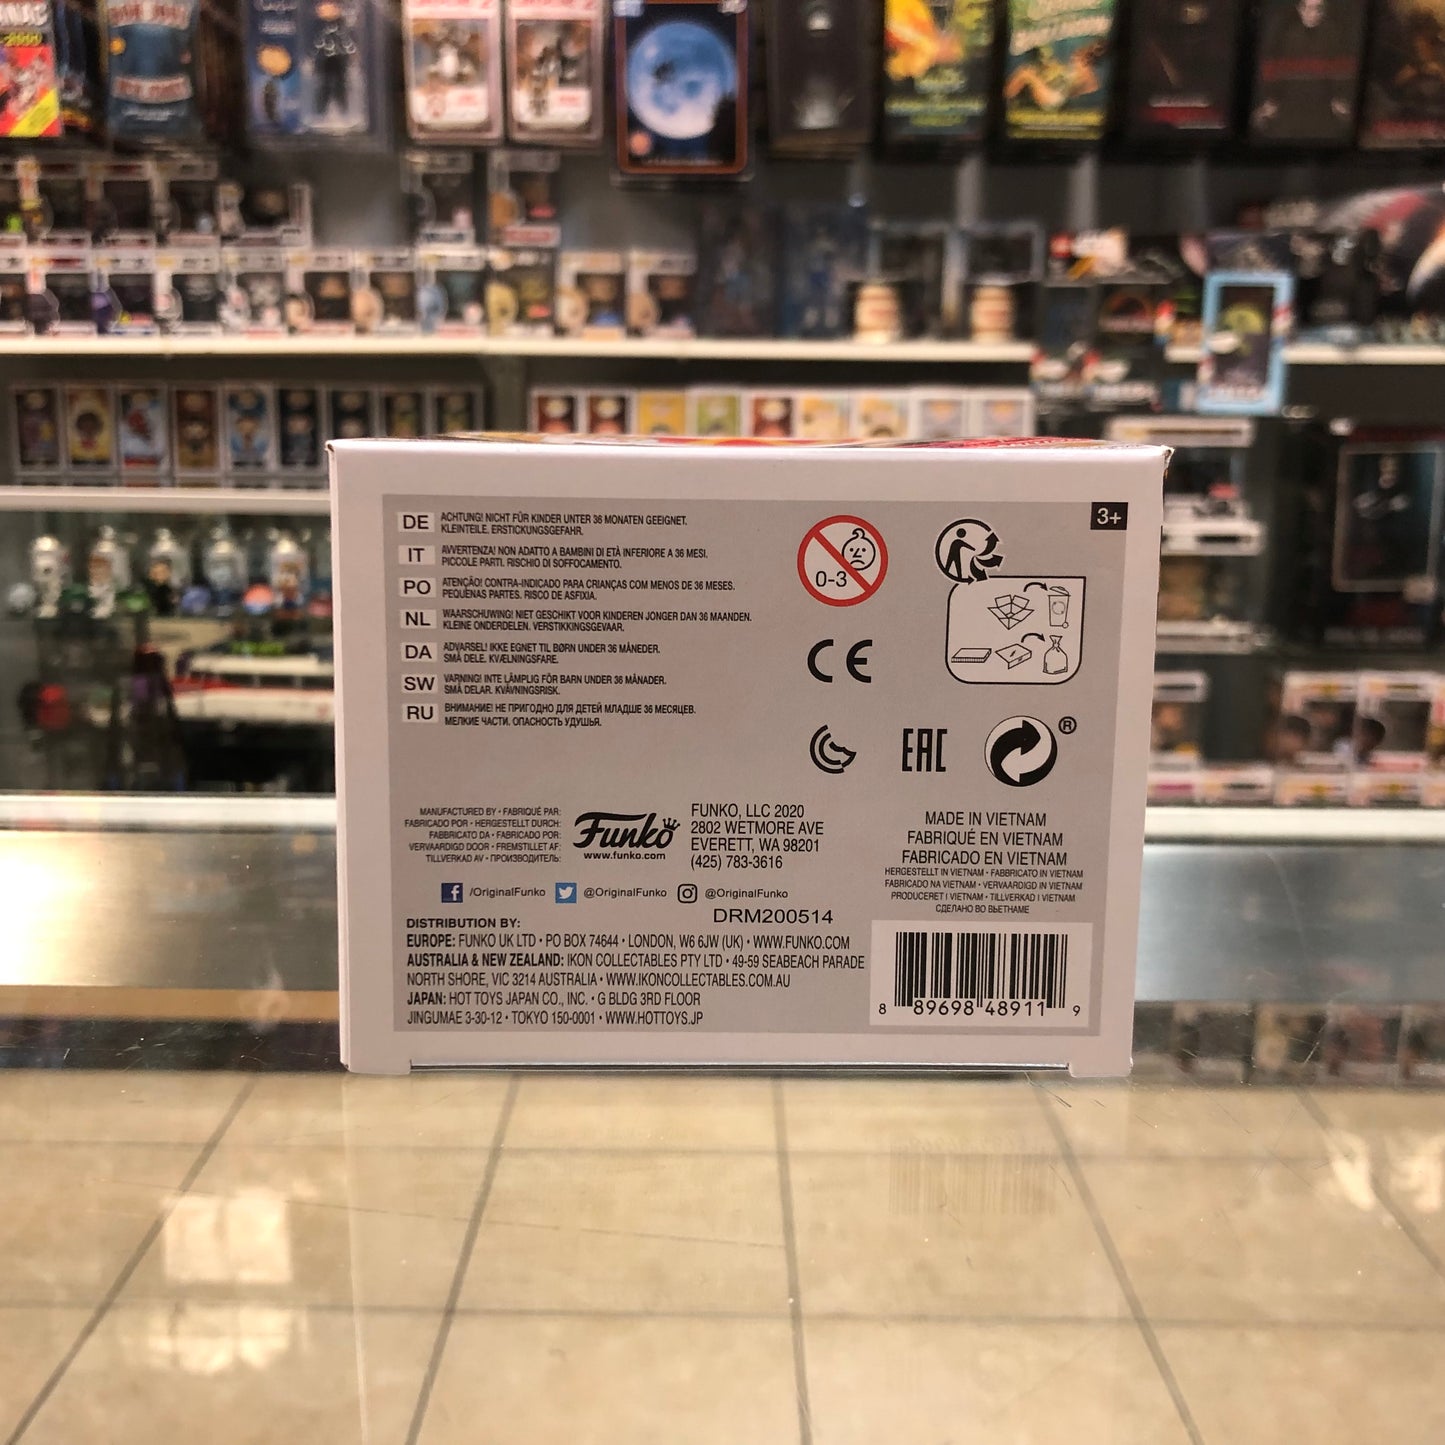 3+
DE ACHTUNG! NICHT FÜR KINDER UNTER 36 MONATEN GEEIGNET.
KLEINTEILE. ERSTICKUNGSGEFAHR.
IT AVVERTENZA! NON ADATTO A BAMBINI DI ETÀ INFERIORE A 36 MESI.
PICCOLE PARTI. RISCHIO DI SOFFOCAMENTO.
PO ATENÇÃO! CONTRA-INDICADO PARA CRIANÇAS COM MENOS DE 36 MESES.
PEQUENAS PARTES. RISCO DE ASFIXIA.
NL WAARSCHUWING! NIET GESCHIKT VOOR KINDEREN JONGER DAN 36 MAANDEN.
KLEINE ONDERDELEN. VERSTIKKINGSGEVAAR.
DA ADVARSEL! IKKE EGNET TIL BØRN UNDER 36 MÅNEDER.
SMÅ DELE. KVÆLNINGSFARE.
SW VARNING! INTE LÄMPLIG FÖR BARN UNDER 36 MÅNADER.
SMÅ DELAR. KVÄVNINGSRISK.
RU ВНИМАНИЕ! НЕ ПРИГОДНО ДЛЯ ДЕТЕЙ МЛАДШЕ 36 МЕСЯЦЕВ.
МЕЛКИЕ ЧАСТИ. ОПАСНОСТЬ УДУШЬЯ.
0-3
CE
EAC
®
MANUFACTURED BY • FABRIQUÉ PAR:
FABRICADO POR • HERGESTELLT DURCH:
FABBRICATO DA • FABRICADO POR:
VERVAARDIGD DOOR • FREMSTILLET AF:
TILLVERKAD AV • ПРОИЗВОДИТЕЛЬ:
Funko
www.funko.com
FUNKO, LLC 2020
2802 WETMORE AVE
EVERETT, WA 98201
(425) 783-3616
MADE IN VIETNAM
FABRIQUÉ EN VIETNAM
FABRICADO EN VIETNAM
HERGESTELLT IN VIETNAM • FABBRICATO IN VIETNAM
FABRICADO NA VIETNAM • VERVAARDIGD IN VIETNAM
PRODUCERET I VIETNAM • TILLVERKAD I VIETNAM
СДЕЛАНО ВО ВЬЕТНАМЕ
/OriginalFunko @OriginalFunko @OriginalFunko
DRM200514
DISTRIBUTION BY:
EUROPE: FUNKO UK LTD • PO BOX 74644 • LONDON, W6 6JW (UK) • WWW.FUNKO.COM
AUSTRALIA & NEW ZEALAND: IKON COLLECTABLES PTY LTD • 49-59 SEABEACH PARADE
NORTH SHORE, VIC 3214 AUSTRALIA • WWW.IKONCOLLECTABLES.COM.AU
JAPAN: HOT TOYS JAPAN CO., INC. • G BLDG 3RD FLOOR
JINGUMAE 3-30-12 • TOKYO 150-0001 • WWW.HOTTOYS.JP
8 89698 48911 9